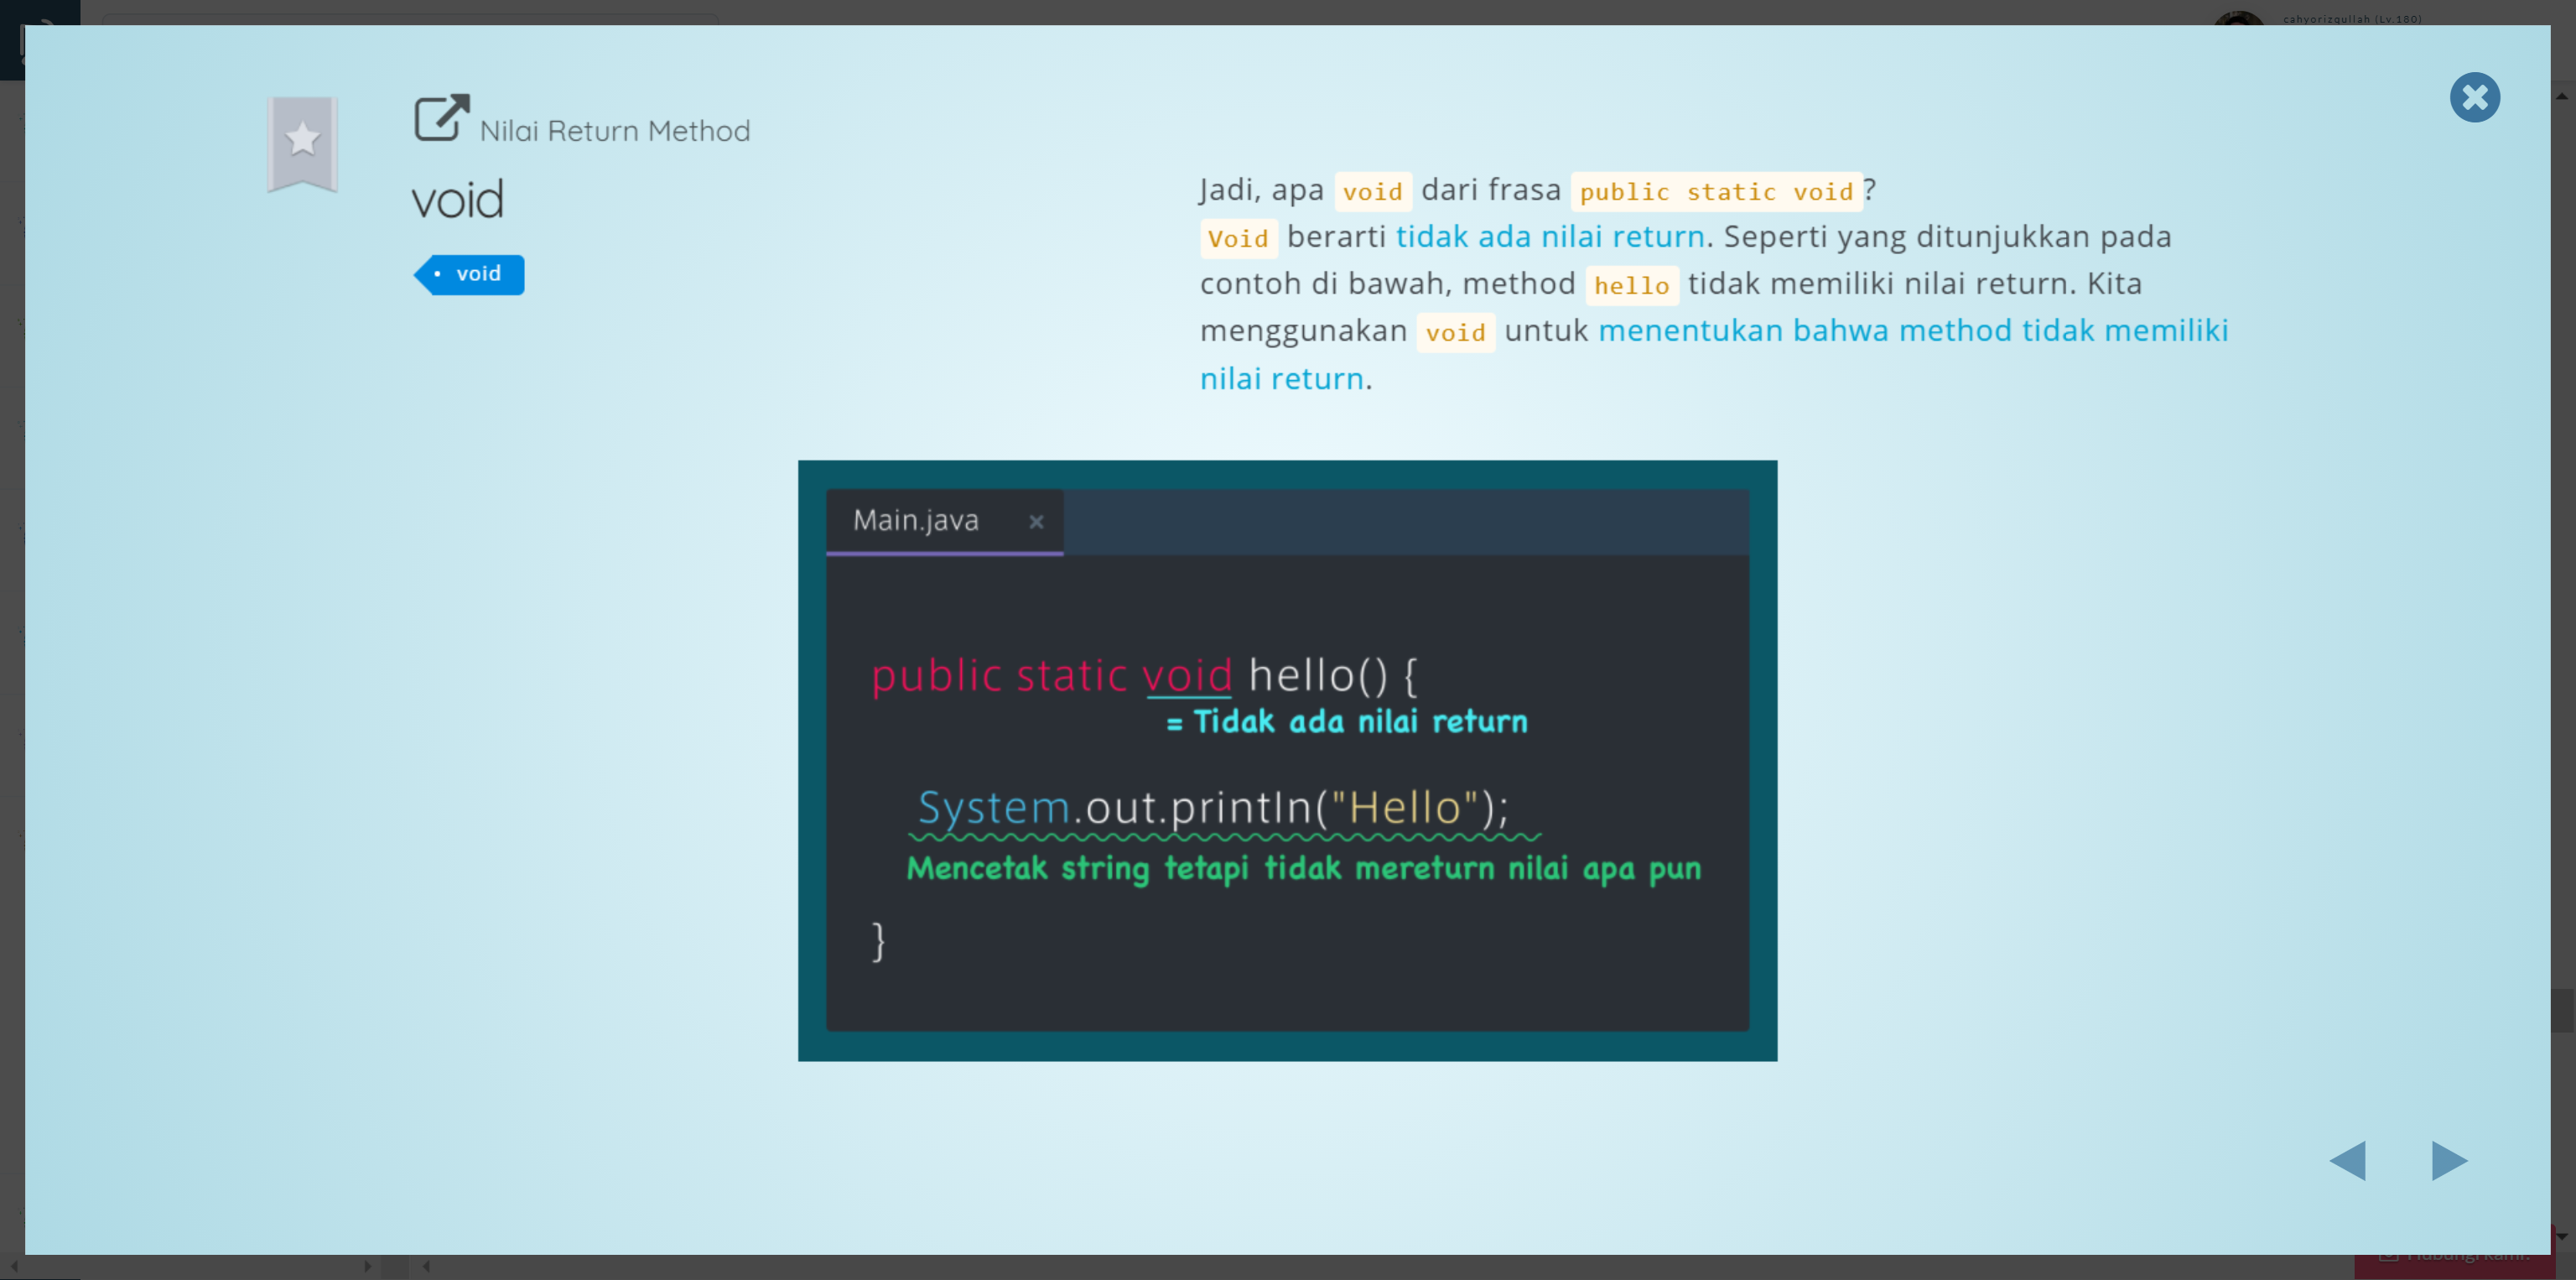 cahyorizqullah (Lv.180)
Nilai Return Method
void
• void
Jadi, apa void dari frasa public static void?
Void berarti tidak ada nilai return. Seperti yang ditunjukkan pada
contoh di bawah, method hello tidak memiliki nilai return. Kita
menggunakan void untuk menentukan bahwa method tidak memiliki
nilai return.
Main.java ×
public static void hello() {
= Tidak ada nilai return
System.out.println("Hello");
Mencetak string tetapi tidak mereturn nilai apa pun
}
Hubungi kami!